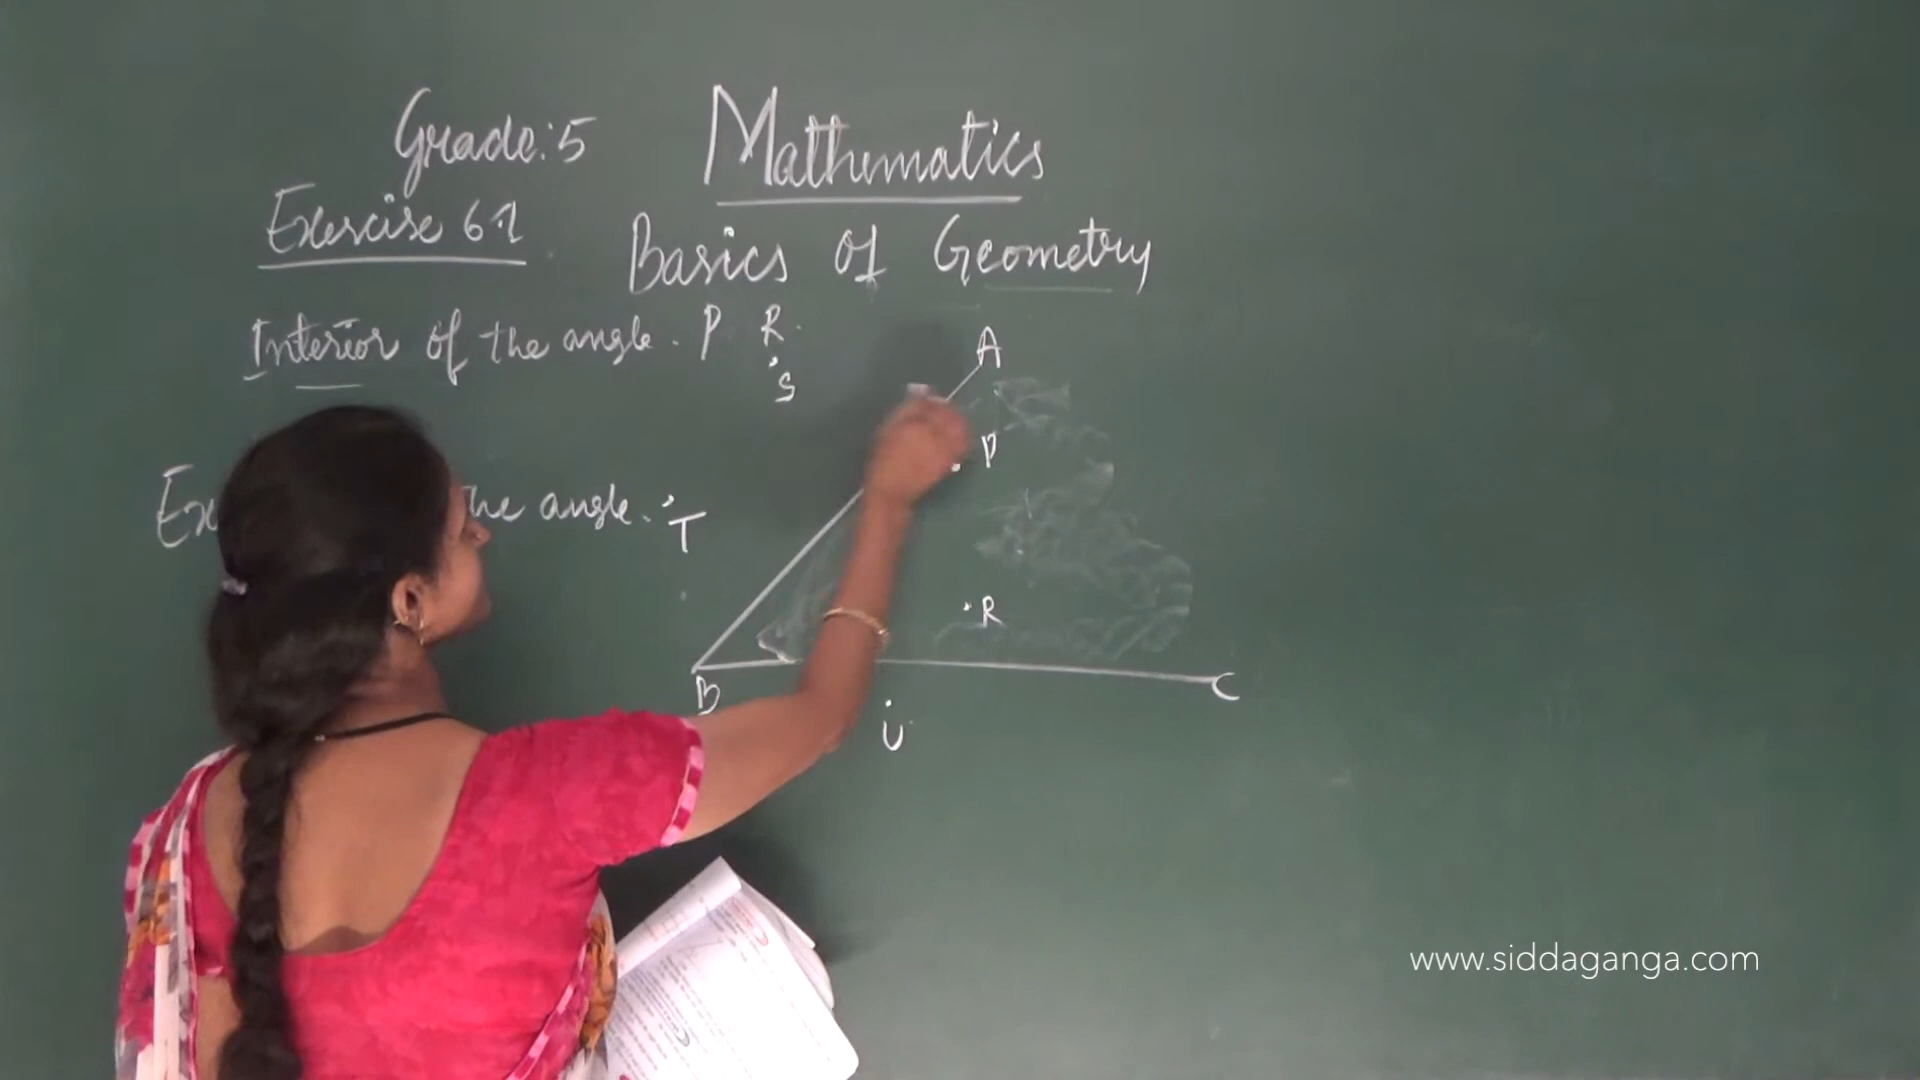 Grade: 5 Mathematics
Exercise 6.1
Basics of Geometry
Interior of the angle. P R.
S
A
P
the angle. T
R
B
C
U
www.siddaganga.com